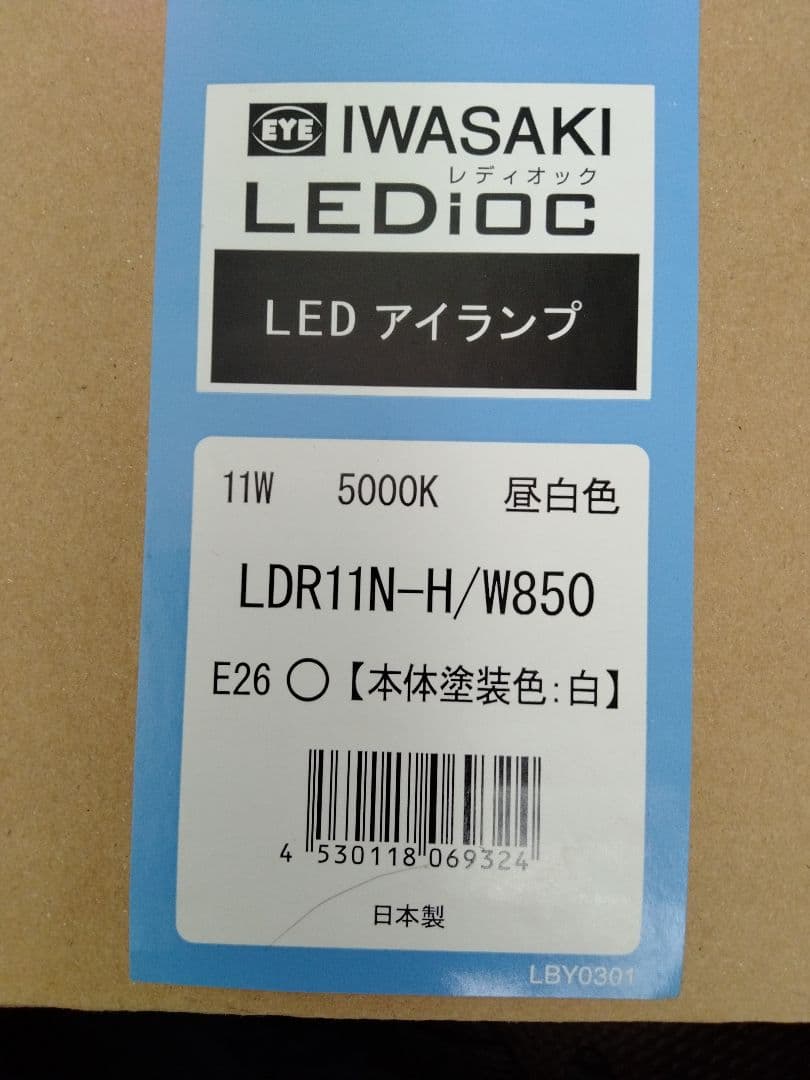 EYE IWASAKI
レディオック
LEDiOC
LED アイランプ
11W 5000K 昼白色
LDR11N-H/W850
E26 ○【本体塗装色:白】
4 530118 069324
日本製
LBY0301